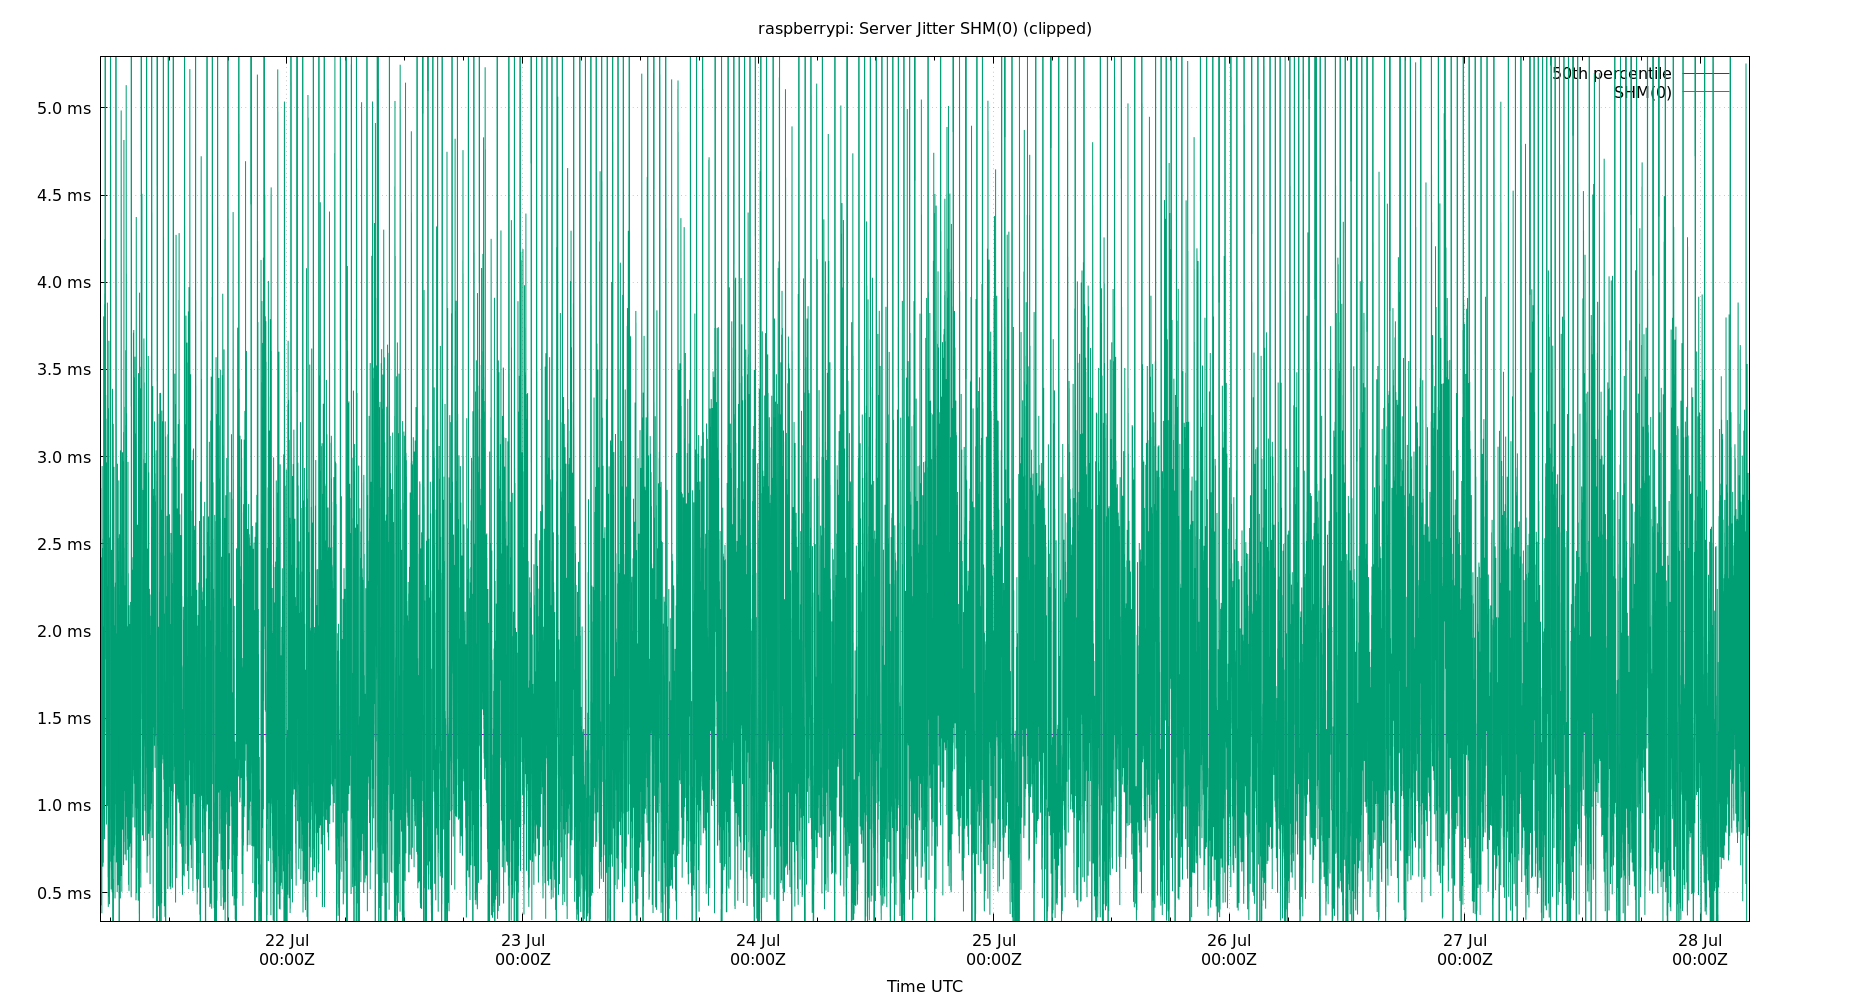 raspberrypi: Server Jitter SHM(0) (clipped)
50th percentile
SHM(0)
5.0 ms
4.5 ms
4.0 ms
3.5 ms
3.0 ms
2.5 ms
2.0 ms
1.5 ms
1.0 ms
0.5 ms
22 Jul 23 Jul 24 Jul 25 Jul 26 Jul 27 Jul 28 Jul
00:00Z 00:00Z 00:00Z 00:00Z 00:00Z 00:00Z 00:00Z
Time UTC